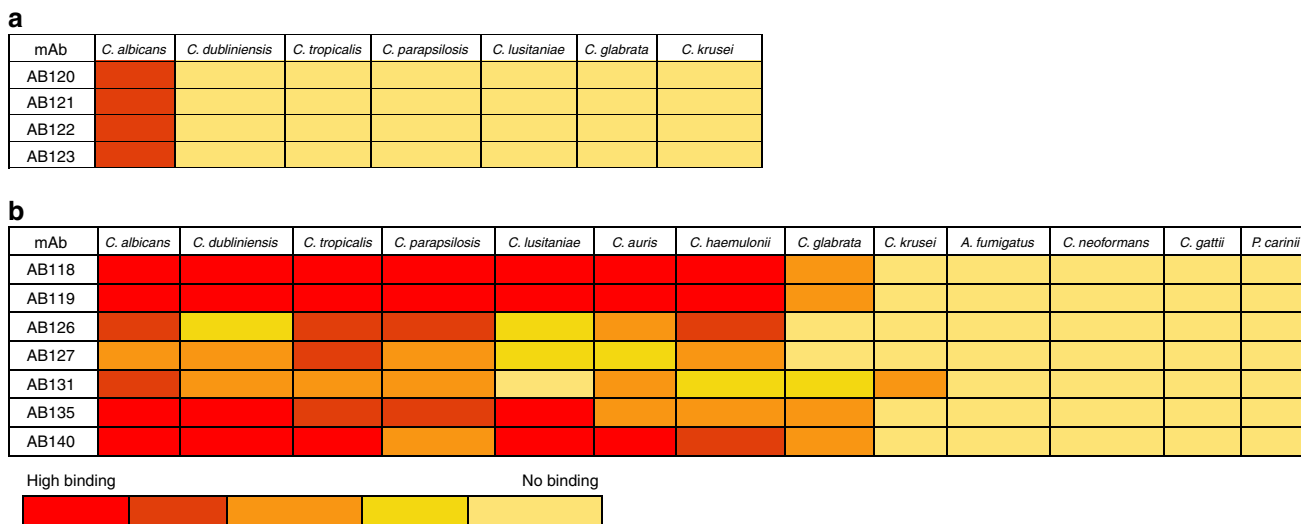 a
mAb C. albicans C. dubliniensis C. tropicalis C. parapsilosis C. lusitaniae C. glabrata C. krusei
AB120
AB121
AB122
AB123
b
mAb C. albicans C. dubliniensis C. tropicalis C. parapsilosis C. lusitaniae C. auris C. haemulonii C. glabrata C. krusei A. fumigatus C. neoformans C. gattii P. carinii
AB118
AB119
AB126
AB127
AB131
AB135
AB140
High binding No binding